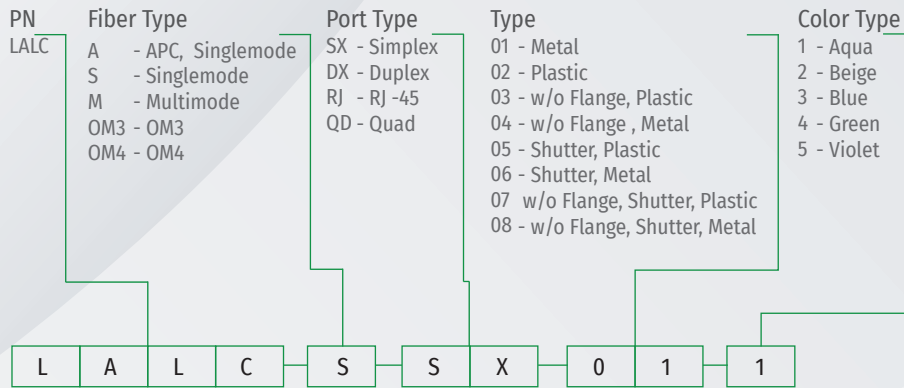 PN
LALC
Fiber Type
A - APC, Singlemode
S - Singlemode
M - Multimode
OM3 - OM3
OM4 - OM4
Port Type
SX - Simplex
DX - Duplex
RJ - RJ -45
QD - Quad
Type
01 - Metal
02 - Plastic
03 - w/o Flange, Plastic
04 - w/o Flange , Metal
05 - Shutter, Plastic
06 - Shutter, Metal
07 w/o Flange, Shutter, Plastic
08 - w/o Flange, Shutter, Metal
Color Type
1 - Aqua
2 - Beige
3 - Blue
4 - Green
5 - Violet
L A L C S S X 0 1 1